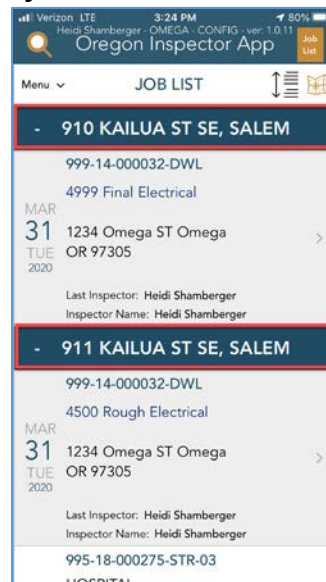 Verizon LTE 3:24 PM 80%
Heidi Shamberger - OMEGA - CONFIG - ver: 1.0.11
Oregon Inspector App
Job List
Menu JOB LIST
- 910 KAILUA ST SE, SALEM
999-14-000032-DWL
4999 Final Electrical
MAR
31 1234 Omega ST Omega
TUE OR 97305
2020
Last Inspector: Heidi Shamberger
Inspector Name: Heidi Shamberger
- 911 KAILUA ST SE, SALEM
999-14-000032-DWL
4500 Rough Electrical
MAR
31 1234 Omega ST Omega
TUE OR 97305
2020
Last Inspector: Heidi Shamberger
Inspector Name: Heidi Shamberger
995-18-000275-STR-03
HOSPITAL